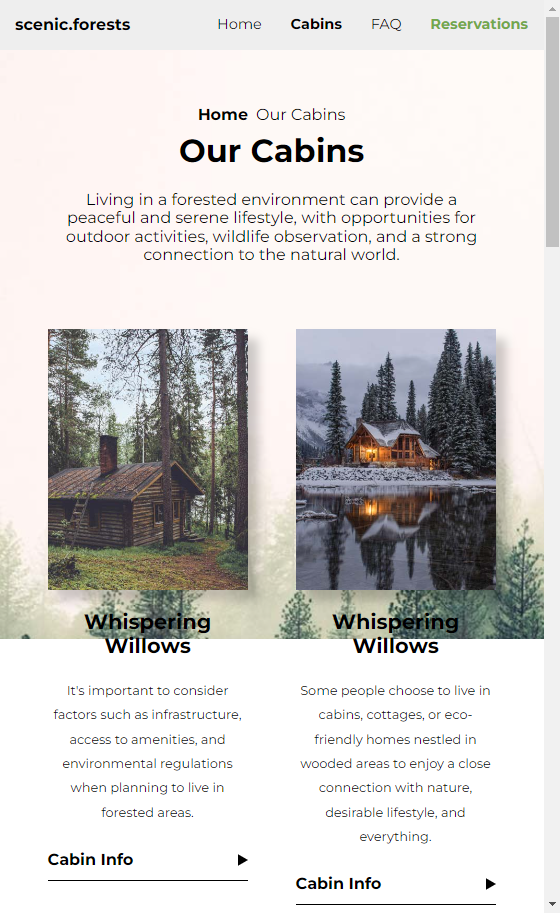 scenic.forests Home Cabins FAQ Reservations
Home Our Cabins
Our Cabins
Living in a forested environment can provide a
peaceful and serene lifestyle, with opportunities for
outdoor activities, wildlife observation, and a strong
connection to the natural world.
Whispering
Willows
It's important to consider
factors such as infrastructure,
access to amenities, and
environmental regulations
when planning to live in
forested areas.
Cabin Info
Whispering
Willows
Some people choose to live in
cabins, cottages, or eco-
friendly homes nestled in
wooded areas to enjoy a close
connection with nature,
desirable lifestyle, and
everything.
Cabin Info